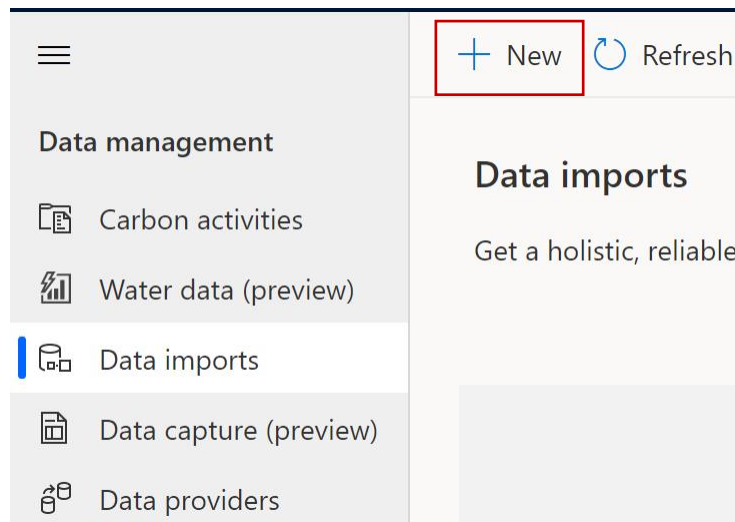 New
Refresh
Data management
Carbon activities
Water data (preview)
Data imports
Data capture (preview)
Data providers
Data imports
Get a holistic, reliable